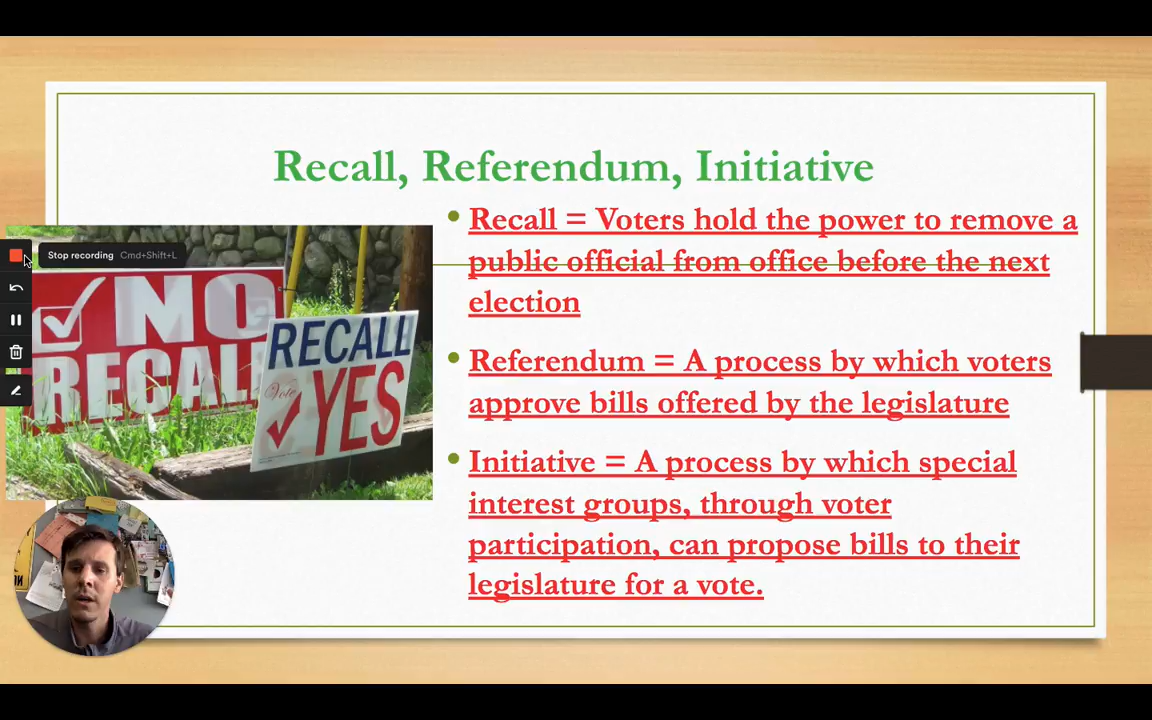 Recall, Referendum, Initiative
Recall = Voters hold the power to remove a
public official from office before the next
election
Referendum = A process by which voters
approve bills offered by the legislature
Initiative = A process by which special
interest groups, through voter
participation, can propose bills to their
legislature for a vote.
Stop recording Cmd+Shift+L
NO
RECALL
RECALL
Vote
YES